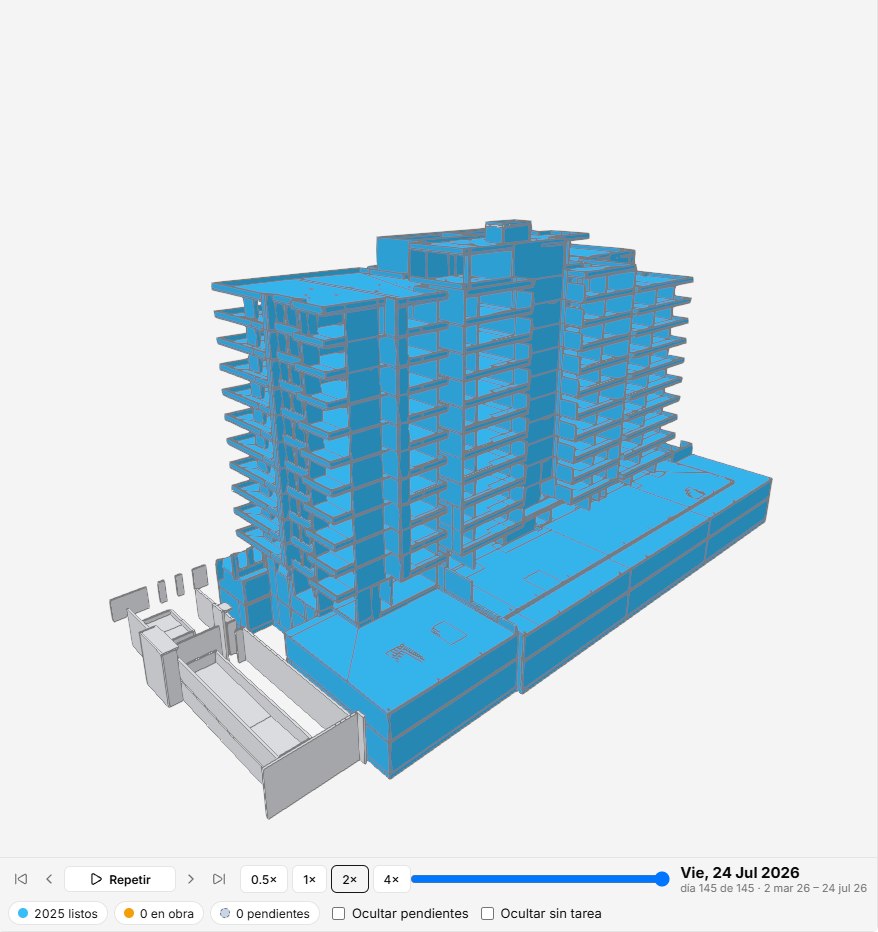 Repetir
0.5×
1×
2×
4×
Vie, 24 Jul 2026
día 145 de 145 · 2 mar 26 – 24 jul 26
2025 listos
0 en obra
0 pendientes
Ocultar pendientes
Ocultar sin tarea